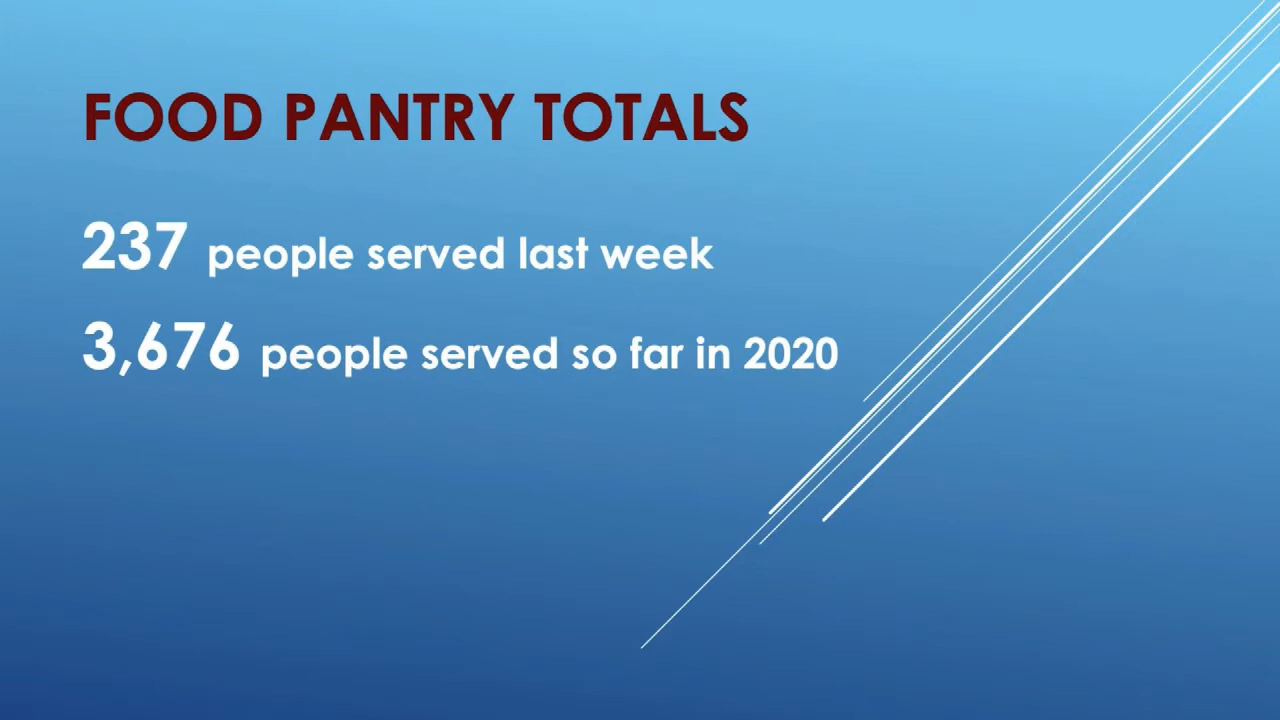 FOOD PANTRY TOTALS
237 people served last week
3,676 people served so far in 2020